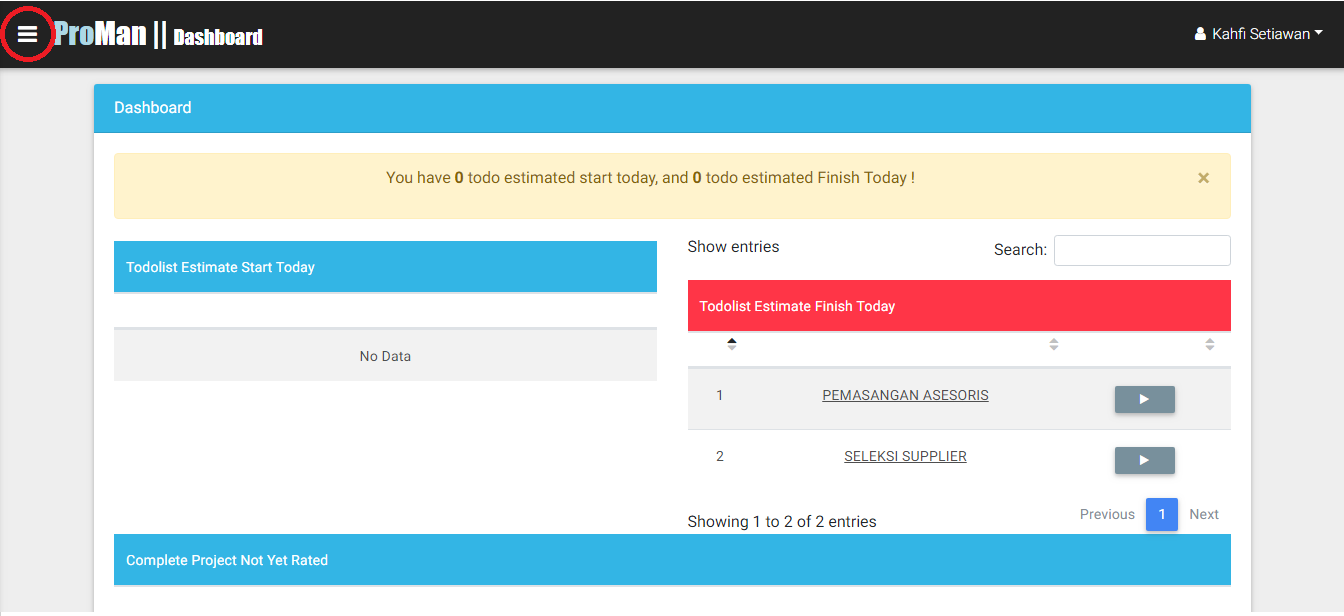 ProMan || Dashboard
Kahfi Setiawan
Dashboard
You have 0 todo estimated start today, and 0 todo estimated Finish Today !
×
Todolist Estimate Start Today
No Data
Show entries
Search:
Todolist Estimate Finish Today
1 PEMASANGAN ASESORIS
2 SELEKSI SUPPLIER
Showing 1 to 2 of 2 entries
Previous 1 Next
Complete Project Not Yet Rated